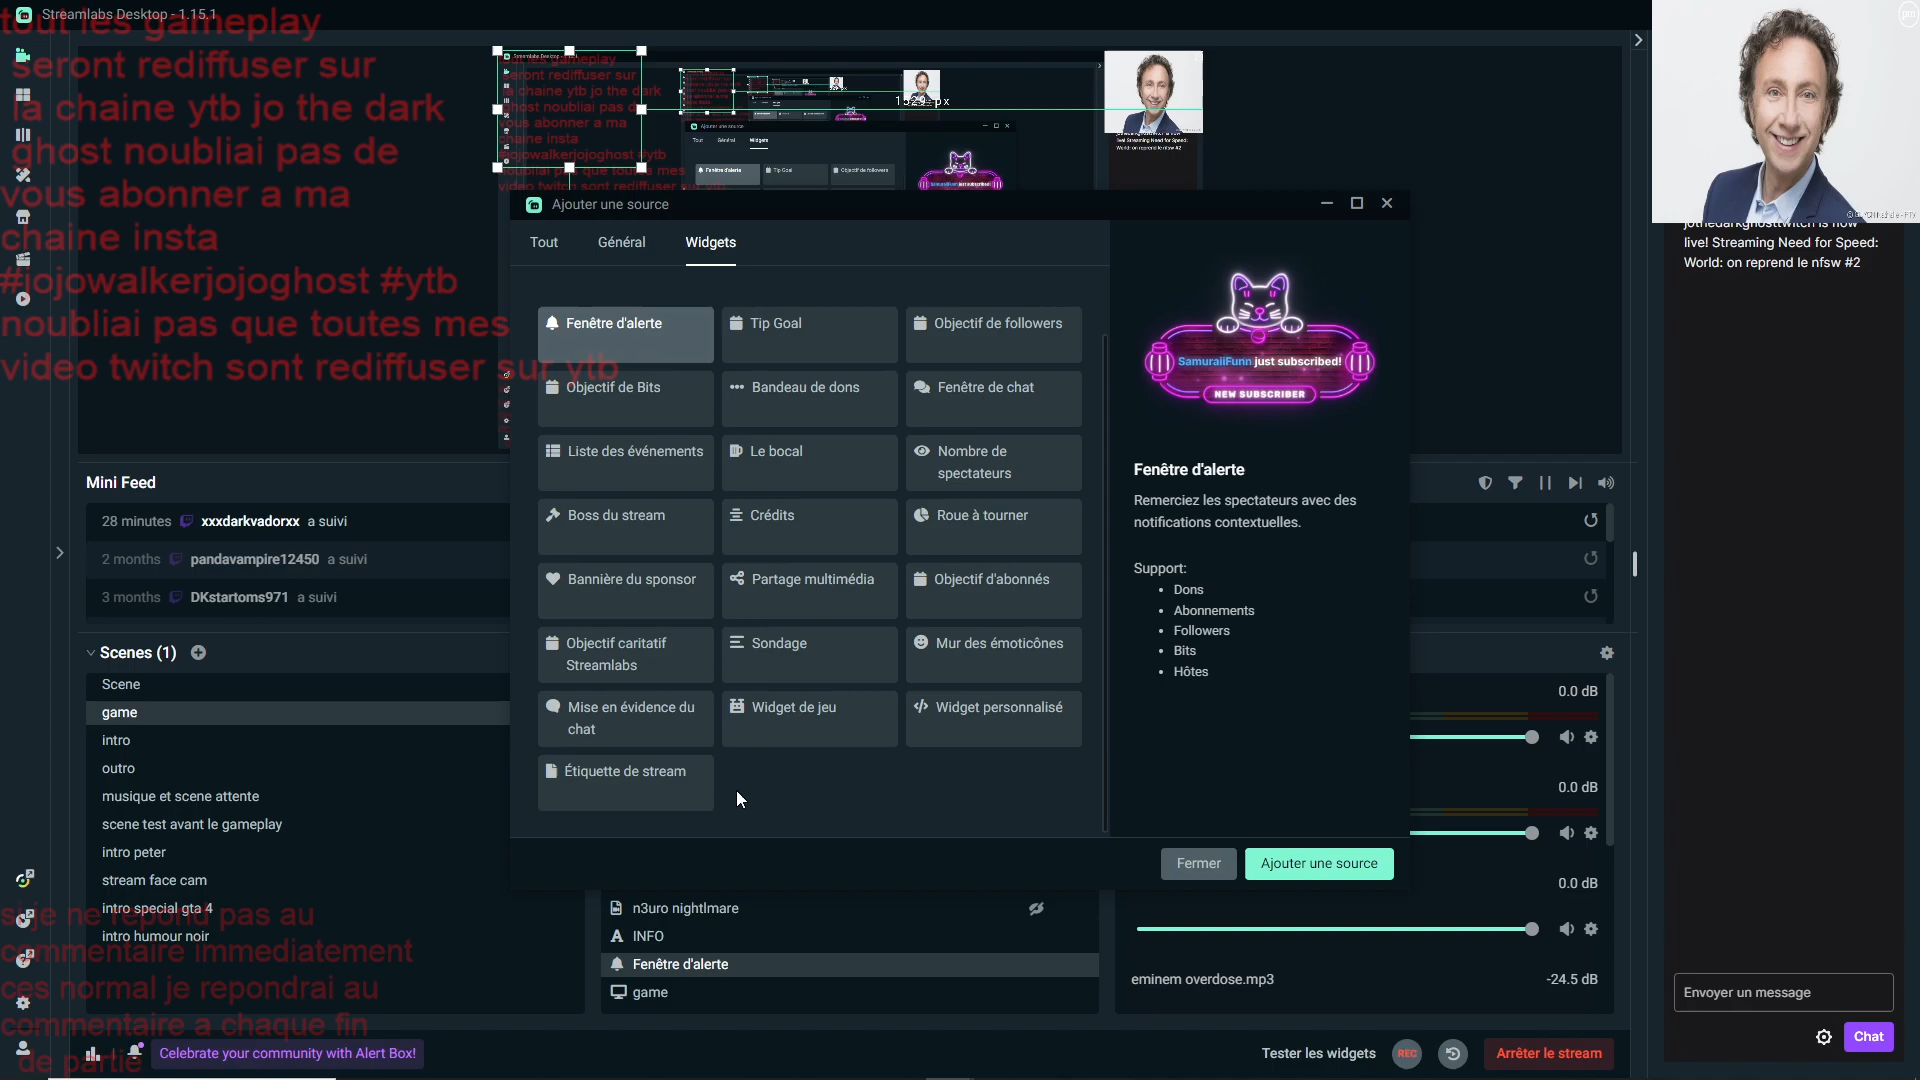 Streamlabs Desktop - 1.15.1
tout les gameplay
seront rediffuser sur
la chaine ytb jo the dark
ghost noubliai pas de
vous abonner a ma
chaine insta
#jojowalkerjojoghost #ytb
noubliai pas que toutes mes
video twitch sont rediffuser sur ytb
1529 px
Ajouter une source
Tout
Général
Widgets
Fenêtre d'alerte
Tip Goal
Objectif de followers
Objectif de Bits
Bandeau de dons
Fenêtre de chat
Liste des événements
Le bocal
Nombre de
spectateurs
Boss du stream
Crédits
Roue à tourner
Bannière du sponsor
Partage multimédia
Objectif d'abonnés
Objectif caritatif
Streamlabs
Sondage
Mur des émoticônes
Mise en évidence du
chat
Widget de jeu
Widget personnalisé
Étiquette de stream
SamuraiiFunn just subscribed!
NEW SUBSCRIBER
Fenêtre d'alerte
Remerciez les spectateurs avec des
notifications contextuelles.
Support:
Dons
Abonnements
Followers
Bits
Hôtes
Fermer
Ajouter une source
Mini Feed
28 minutes xxxdarkvadorxx a suivi
2 months pandavampire12450 a suivi
3 months DKstartoms971 a suivi
Scenes (1)
Scene
game
intro
outro
musique et scene attente
scene test avant le gameplay
intro peter
stream face cam
intro special gta 4
intro humour noir
si je ne repond pas au
commentaire immediatement
ces normal je repondrai au
commentaire a chaque fin
de partie
n3uro nightlmare
INFO
Fenêtre d'alerte
game
0.0 dB
0.0 dB
0.0 dB
eminem overdose.mp3
-24.5 dB
Celebrate your community with Alert Box!
Tester les widgets
REC
Arrêter le stream
jothedarkghosttwitch is now
live! Streaming Need for Speed:
World: on reprend le nfsw #2
Envoyer un message
Chat